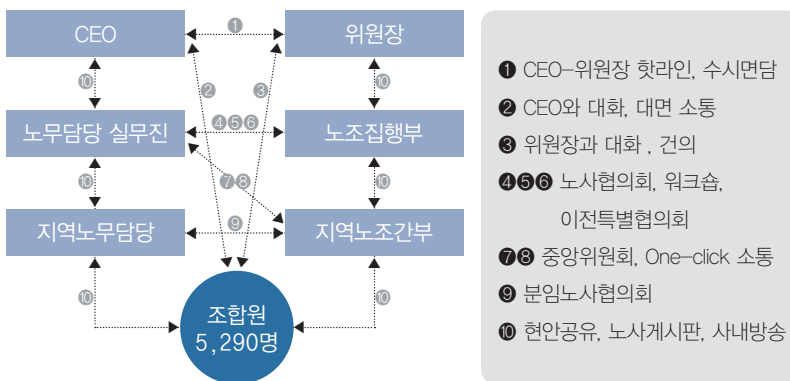 CEO
❶
위원장
❿
❿
❷
❸
노무담당 실무진
❹❺❻
노조집행부
❿
❼❽
❿
지역노무담당
❾
지역노조간부
❿
❿
조합원
5,290명
❶ CEO-위원장 핫라인, 수시면담
❷ CEO와 대화, 대면 소통
❸ 위원장과 대화 , 건의
❹❺❻ 노사협의회, 워크숍,
이전특별협의회
❼❽ 중앙위원회, One-click 소통
❾ 분임노사협의회
❿ 현안공유, 노사게시판, 사내방송